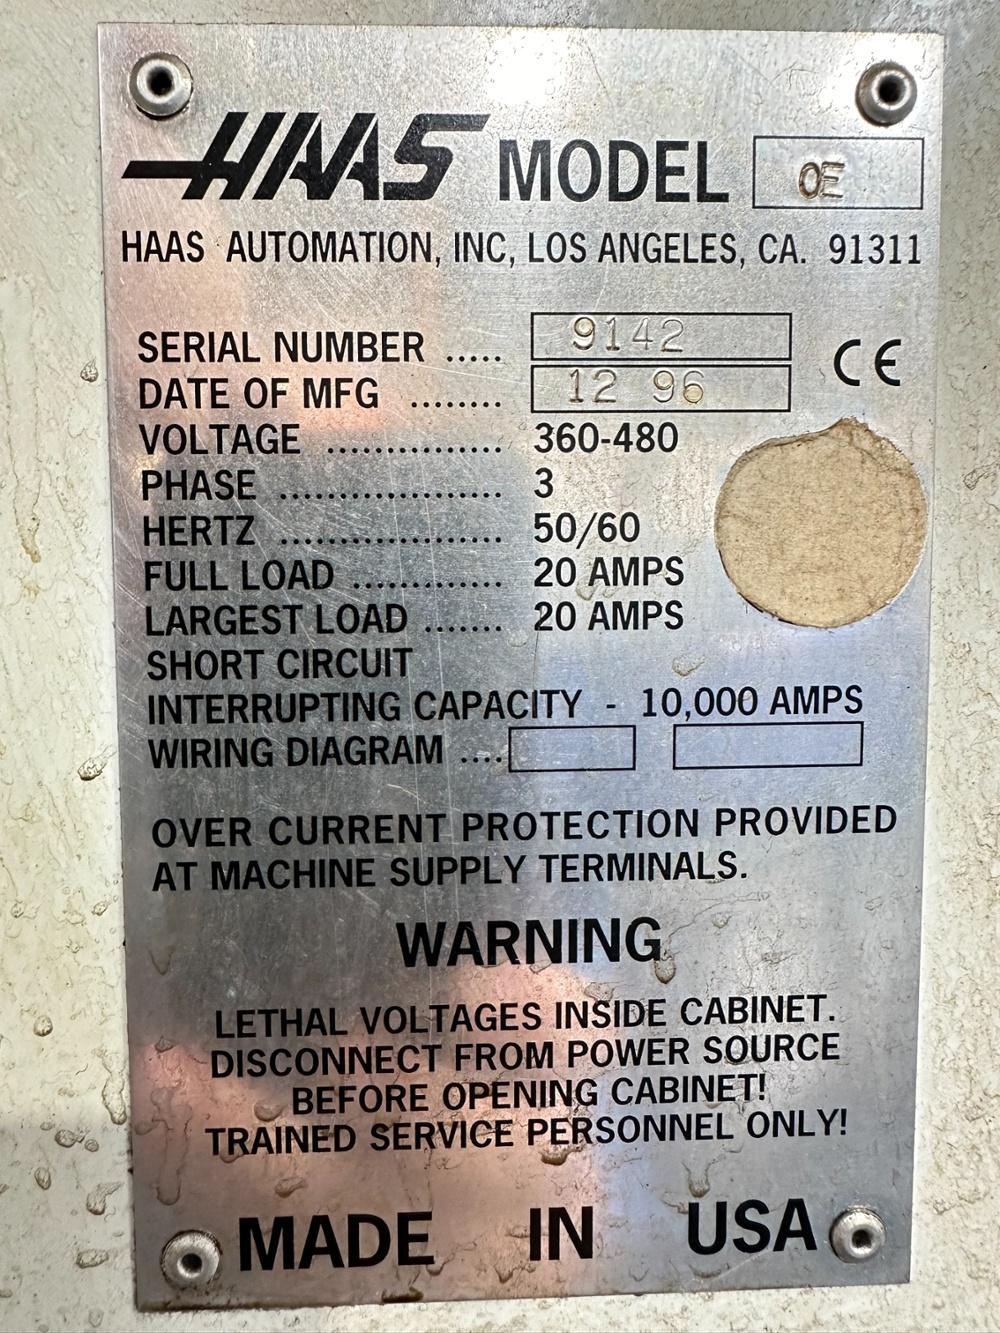 HAAS MODEL OE
HAAS AUTOMATION, INC, LOS ANGELES, CA. 91311
SERIAL NUMBER ..... 9142
DATE OF MFG ........ 12 96
CE
VOLTAGE ............... 360-480
PHASE ................... 3
HERTZ ................... 50/60
FULL LOAD ............. 20 AMPS
LARGEST LOAD ....... 20 AMPS
SHORT CIRCUIT
INTERRUPTING CAPACITY - 10,000 AMPS
WIRING DIAGRAM ....
OVER CURRENT PROTECTION PROVIDED
AT MACHINE SUPPLY TERMINALS.
WARNING
LETHAL VOLTAGES INSIDE CABINET.
DISCONNECT FROM POWER SOURCE
BEFORE OPENING CABINET!
TRAINED SERVICE PERSONNEL ONLY!
MADE IN USA